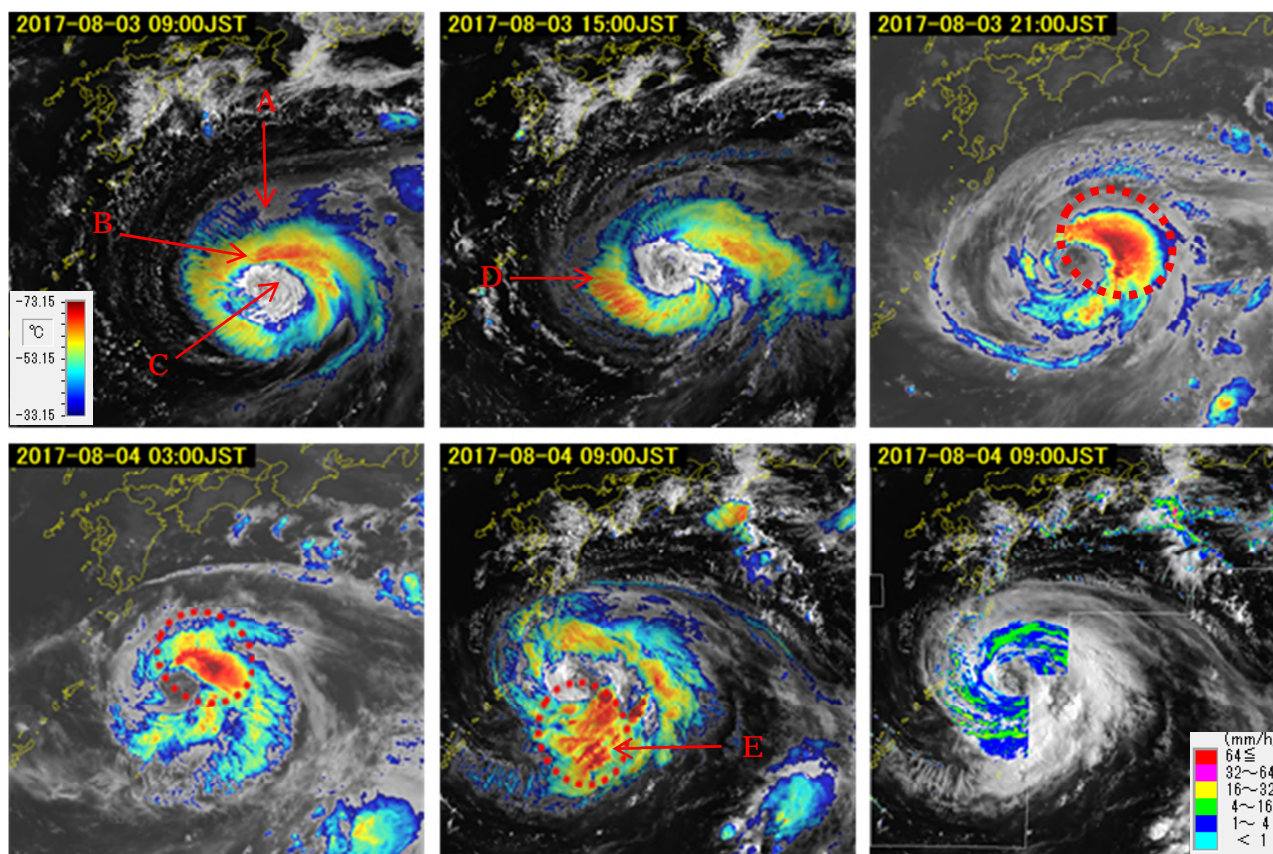 2017-08-03 09:00JST
2017-08-03 15:00JST
2017-08-03 21:00JST
A
B
C
D
-73.15
℃
-53.15
-33.15
2017-08-04 03:00JST
2017-08-04 09:00JST
2017-08-04 09:00JST
E
(mm/h
64≦
32～64
16～32
4～16
1～ 4
< 1